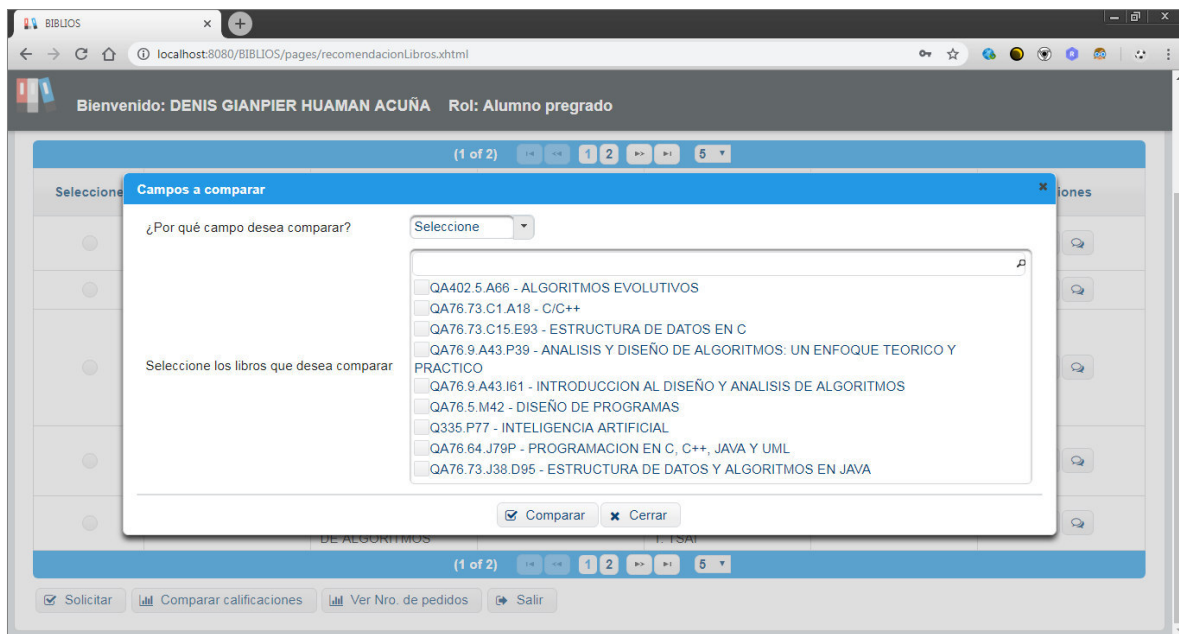 BIBLIOS
localhost:8080/BIBLIOS/pages/recomendacionLibros.xhtml
Bienvenido: DENIS GIANPIER HUAMAN ACUÑA Rol: Alumno pregrado
(1 of 2) 1 2 5
Seleccione
iones
Campos a comparar
¿Por qué campo desea comparar? Seleccione
Seleccione los libros que desea comparar
QA402.5.A66 - ALGORITMOS EVOLUTIVOS
QA76.73.C1.A18 - C/C++
QA76.73.C15.E93 - ESTRUCTURA DE DATOS EN C
QA76.9.A43.P39 - ANALISIS Y DISEÑO DE ALGORITMOS: UN ENFOQUE TEORICO Y
PRACTICO
QA76.9.A43.I61 - INTRODUCCION AL DISEÑO Y ANALISIS DE ALGORITMOS
QA76.5.M42 - DISEÑO DE PROGRAMAS
Q335.P77 - INTELIGENCIA ARTIFICIAL
QA76.64.J79P - PROGRAMACION EN C, C++, JAVA Y UML
QA76.73.J38.D95 - ESTRUCTURA DE DATOS Y ALGORITMOS EN JAVA
Comparar Cerrar
DE ALGORITMOS T. TSAI
(1 of 2) 1 2 5
Solicitar Comparar calificaciones Ver Nro. de pedidos Salir